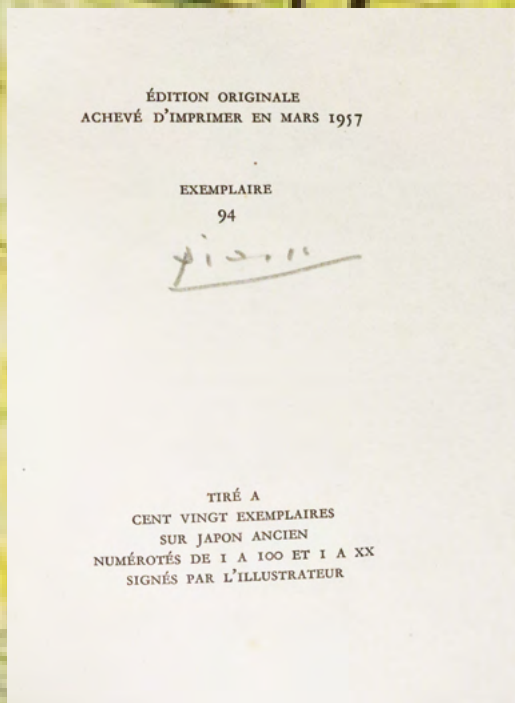 ÉDITION ORIGINALE
ACHEVÉ D'IMPRIMER EN MARS 1957
EXEMPLAIRE
94
TIRÉ A
CENT VINGT EXEMPLAIRES
SUR JAPON ANCIEN
NUMÉROTÉS DE I A 100 ET I A XX
SIGNÉS PAR L'ILLUSTRATEUR